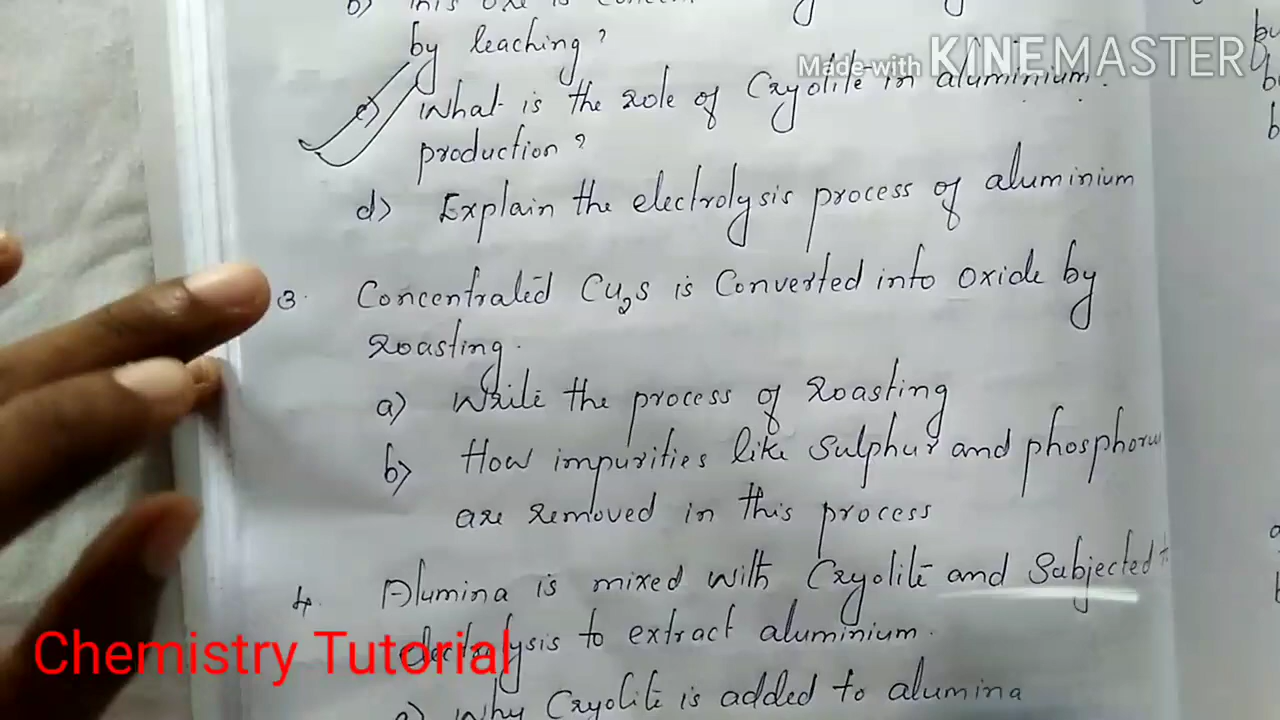 by leaching?
Made with KINEMASTER
c) What is the role of Cryolite in aluminium
production?
d) Explain the electrolysis process of aluminium
3. Concentrated Cu2S is Converted into oxide by
roasting.
a) Write the process of roasting
b) How impurities like Sulphur and phosphoru
are removed in this process
4. Alumina is mixed with Cryolite and Subjected
electrolysis to extract aluminium.
Chemistry Tutorial
a) Why Cryolite is added to alumina